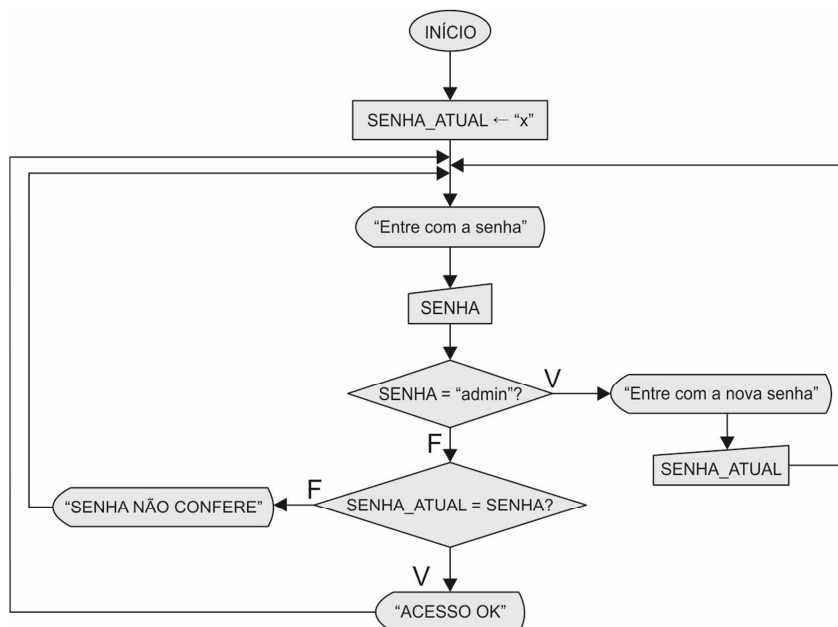 INÍCIO
SENHA_ATUAL ← “x”
“Entre com a senha”
SENHA
SENHA = “admin”?
V
“Entre com a nova senha”
F
SENHA_ATUAL
F
“SENHA NÃO CONFERE”
SENHA_ATUAL = SENHA?
V
“ACESSO OK”